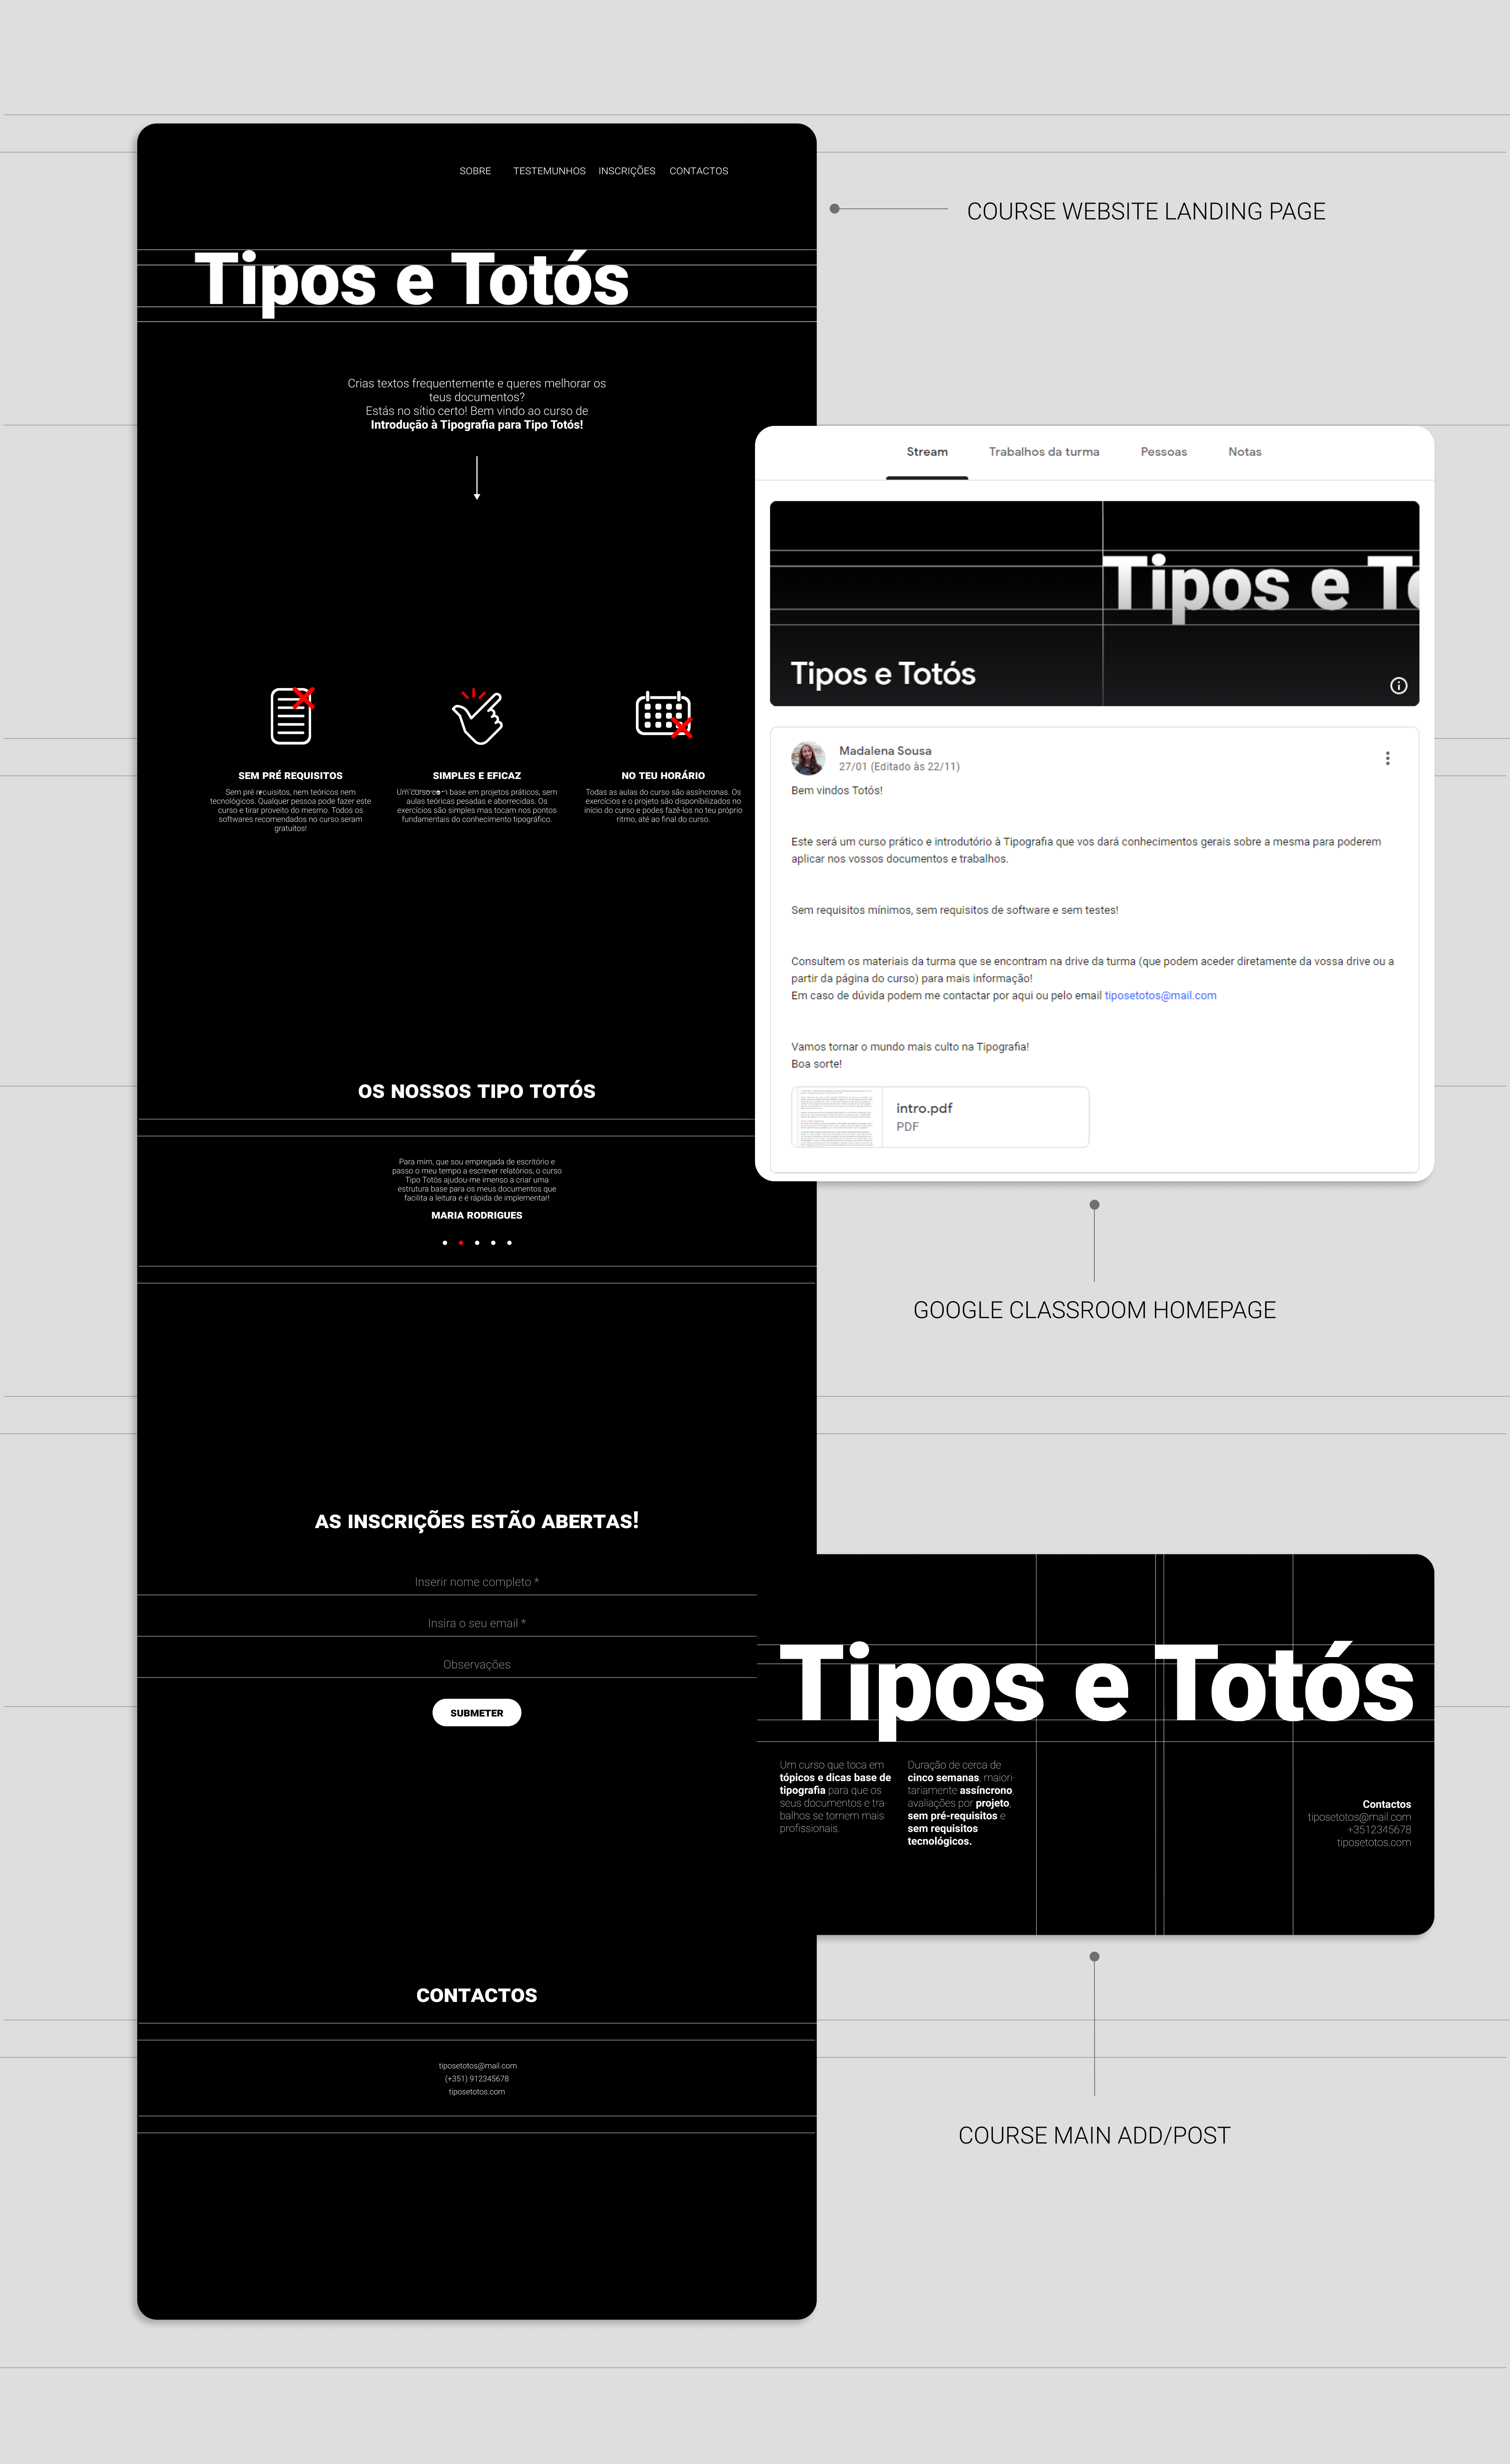 SOBRE TESTEMUNHOS INSCRIÇÕES CONTACTOS
Tipos e Totós
Crias textos frequentemente e queres melhorar os
teus documentos?
Estás no sítio certo! Bem vindo ao curso de
Introdução à Tipografia para Tipo Totós!
SEM PRÉ REQUISITOS
Sem pré requisitos, nem teóricos nem
tecnológicos. Qualquer pessoa pode fazer este
curso e tirar proveito do mesmo. Todos os
softwares recomendados no curso seram
gratuitos!
SIMPLES E EFICAZ
Um curso com base em projetos práticos, sem
aulas teóricas pesadas e aborrecidas. Os
exercícios são simples mas tocam nos pontos
fundamentais do conhecimento tipográfico.
NO TEU HORÁRIO
Todas as aulas do curso são assíncronas. Os
exercícios e o projeto são disponibilizados no
início do curso e podes fazê-los no teu próprio
ritmo, até ao final do curso.
OS NOSSOS TIPO TOTÓS
Para mim, que sou empregada de escritório e
passo o meu tempo a escrever relatórios, o curso
Tipo Totós ajudou-me imenso a criar uma
estrutura base para os meus documentos que
facilita a leitura e é rápida de implementar!
MARIA RODRIGUES
AS INSCRIÇÕES ESTÃO ABERTAS!
Inserir nome completo *
Insira o seu email *
Observações
SUBMETER
CONTACTOS
tiposetotos@mail.com
(+351) 912345678
tiposetotos.com
COURSE WEBSITE LANDING PAGE
Stream Trabalhos da turma Pessoas Notas
Tipos e To
Tipos e Totós
Madalena Sousa
27/01 (Editado às 22/11)
Bem vindos Totós!
Este será um curso prático e introdutório à Tipografia que vos dará conhecimentos gerais sobre a mesma para poderem
aplicar nos vossos documentos e trabalhos.
Sem requisitos mínimos, sem requisitos de software e sem testes!
Consultem os materiais da turma que se encontram na drive da turma (que podem aceder diretamente da vossa drive ou a
partir da página do curso) para mais informação!
Em caso de dúvida podem me contactar por aqui ou pelo email tiposetotos@mail.com
Vamos tornar o mundo mais culto na Tipografia!
Boa sorte!
intro.pdf
PDF
GOOGLE CLASSROOM HOMEPAGE
Tipos e Totós
Um curso que toca em
tópicos e dicas base de
tipografia para que os
seus documentos e tra-
balhos se tornem mais
profissionais.
Duração de cerca de
cinco semanas, maiori-
tariamente assíncrono,
avaliações por projeto,
sem pré-requisitos e
sem requisitos
tecnológicos.
Contactos
tiposetotos@mail.com
+3512345678
tiposetotos.com
COURSE MAIN ADD/POST